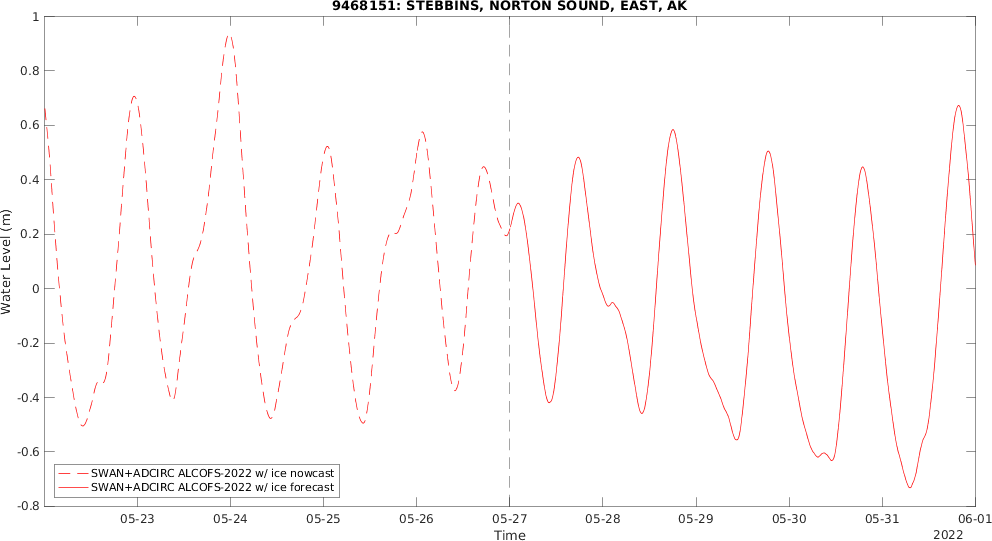 9468151: STEBBINS, NORTON SOUND, EAST, AK
Water Level (m)
1
0.8
0.6
0.4
0.2
0
-0.2
-0.4
-0.6
-0.8
SWAN+ADCIRC ALCOFS-2022 w/ ice nowcast
SWAN+ADCIRC ALCOFS-2022 w/ ice forecast
05-23 05-24 05-25 05-26 05-27 05-28 05-29 05-30 05-31 06-01
Time
2022